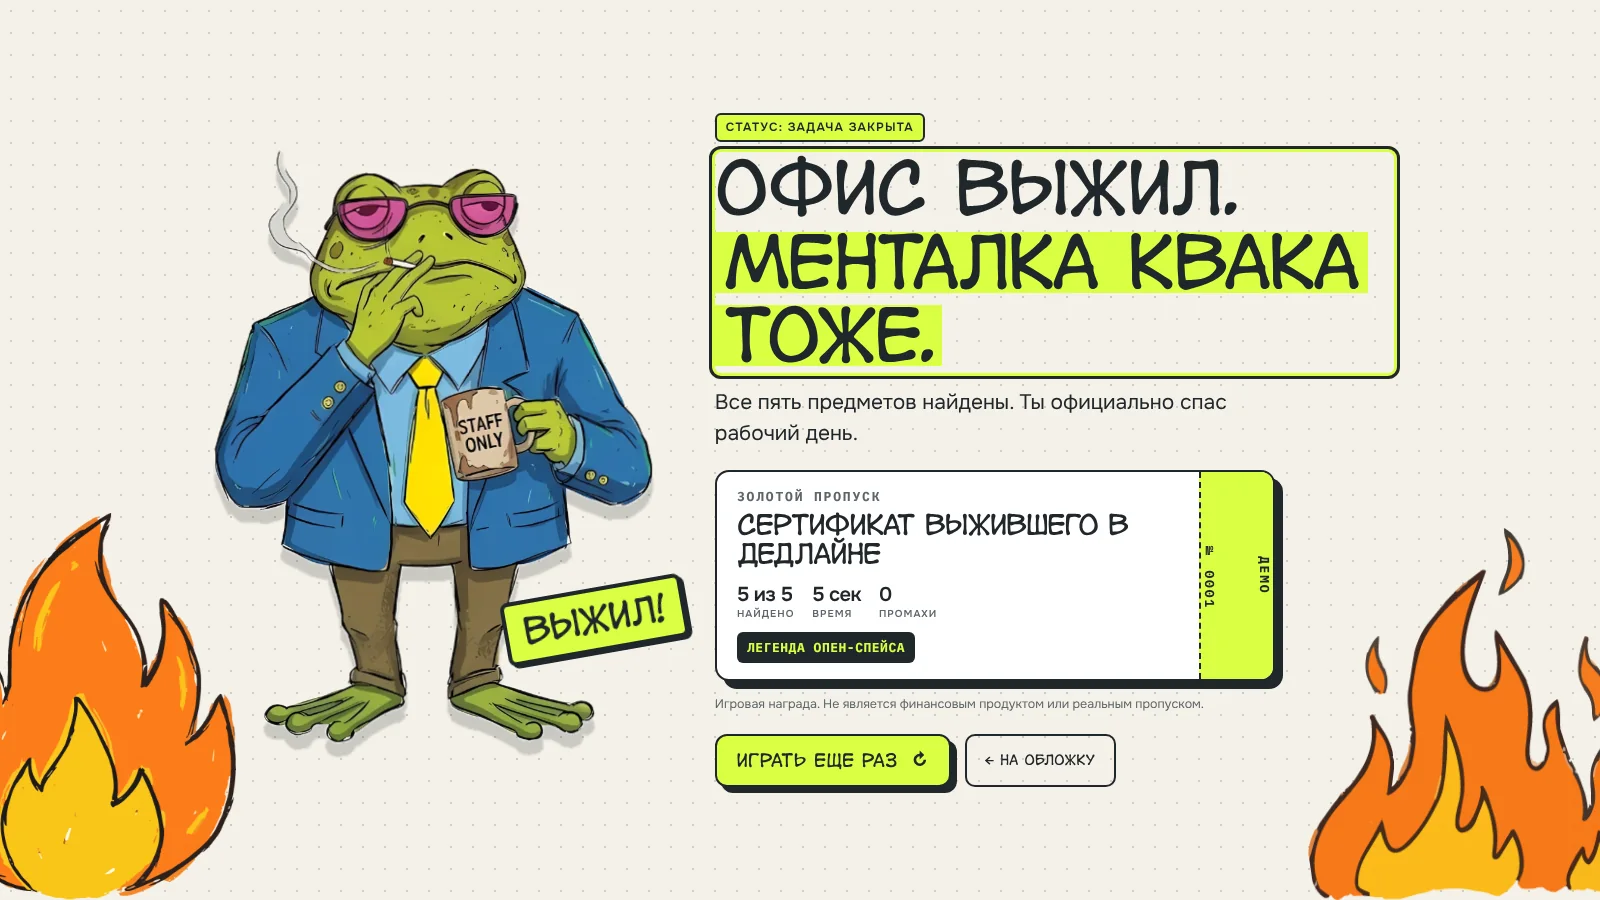 СТАТУС: ЗАДАЧА ЗАКРЫТА
ОФИС ВЫЖИЛ.
МЕНТАЛКА КВАКА
ТОЖЕ.
Все пять предметов найдены. Ты официально спас
рабочий день.
STAFF
ONLY
ВЫЖИЛ!
ЗОЛОТОЙ ПРОПУСК
СЕРТИФИКАТ ВЫЖИВШЕГО В
ДЕДЛАЙНЕ
5 из 5 5 сек 0
НАЙДЕНО ВРЕМЯ ПРОМАХИ
ЛЕГЕНДА ОПЕН-СПЕЙСА
ДЕМО
№ 0001
Игровая награда. Не является финансовым продуктом или реальным пропуском.
ИГРАТЬ ЕЩЕ РАЗ ↻
← НА ОБЛОЖКУ